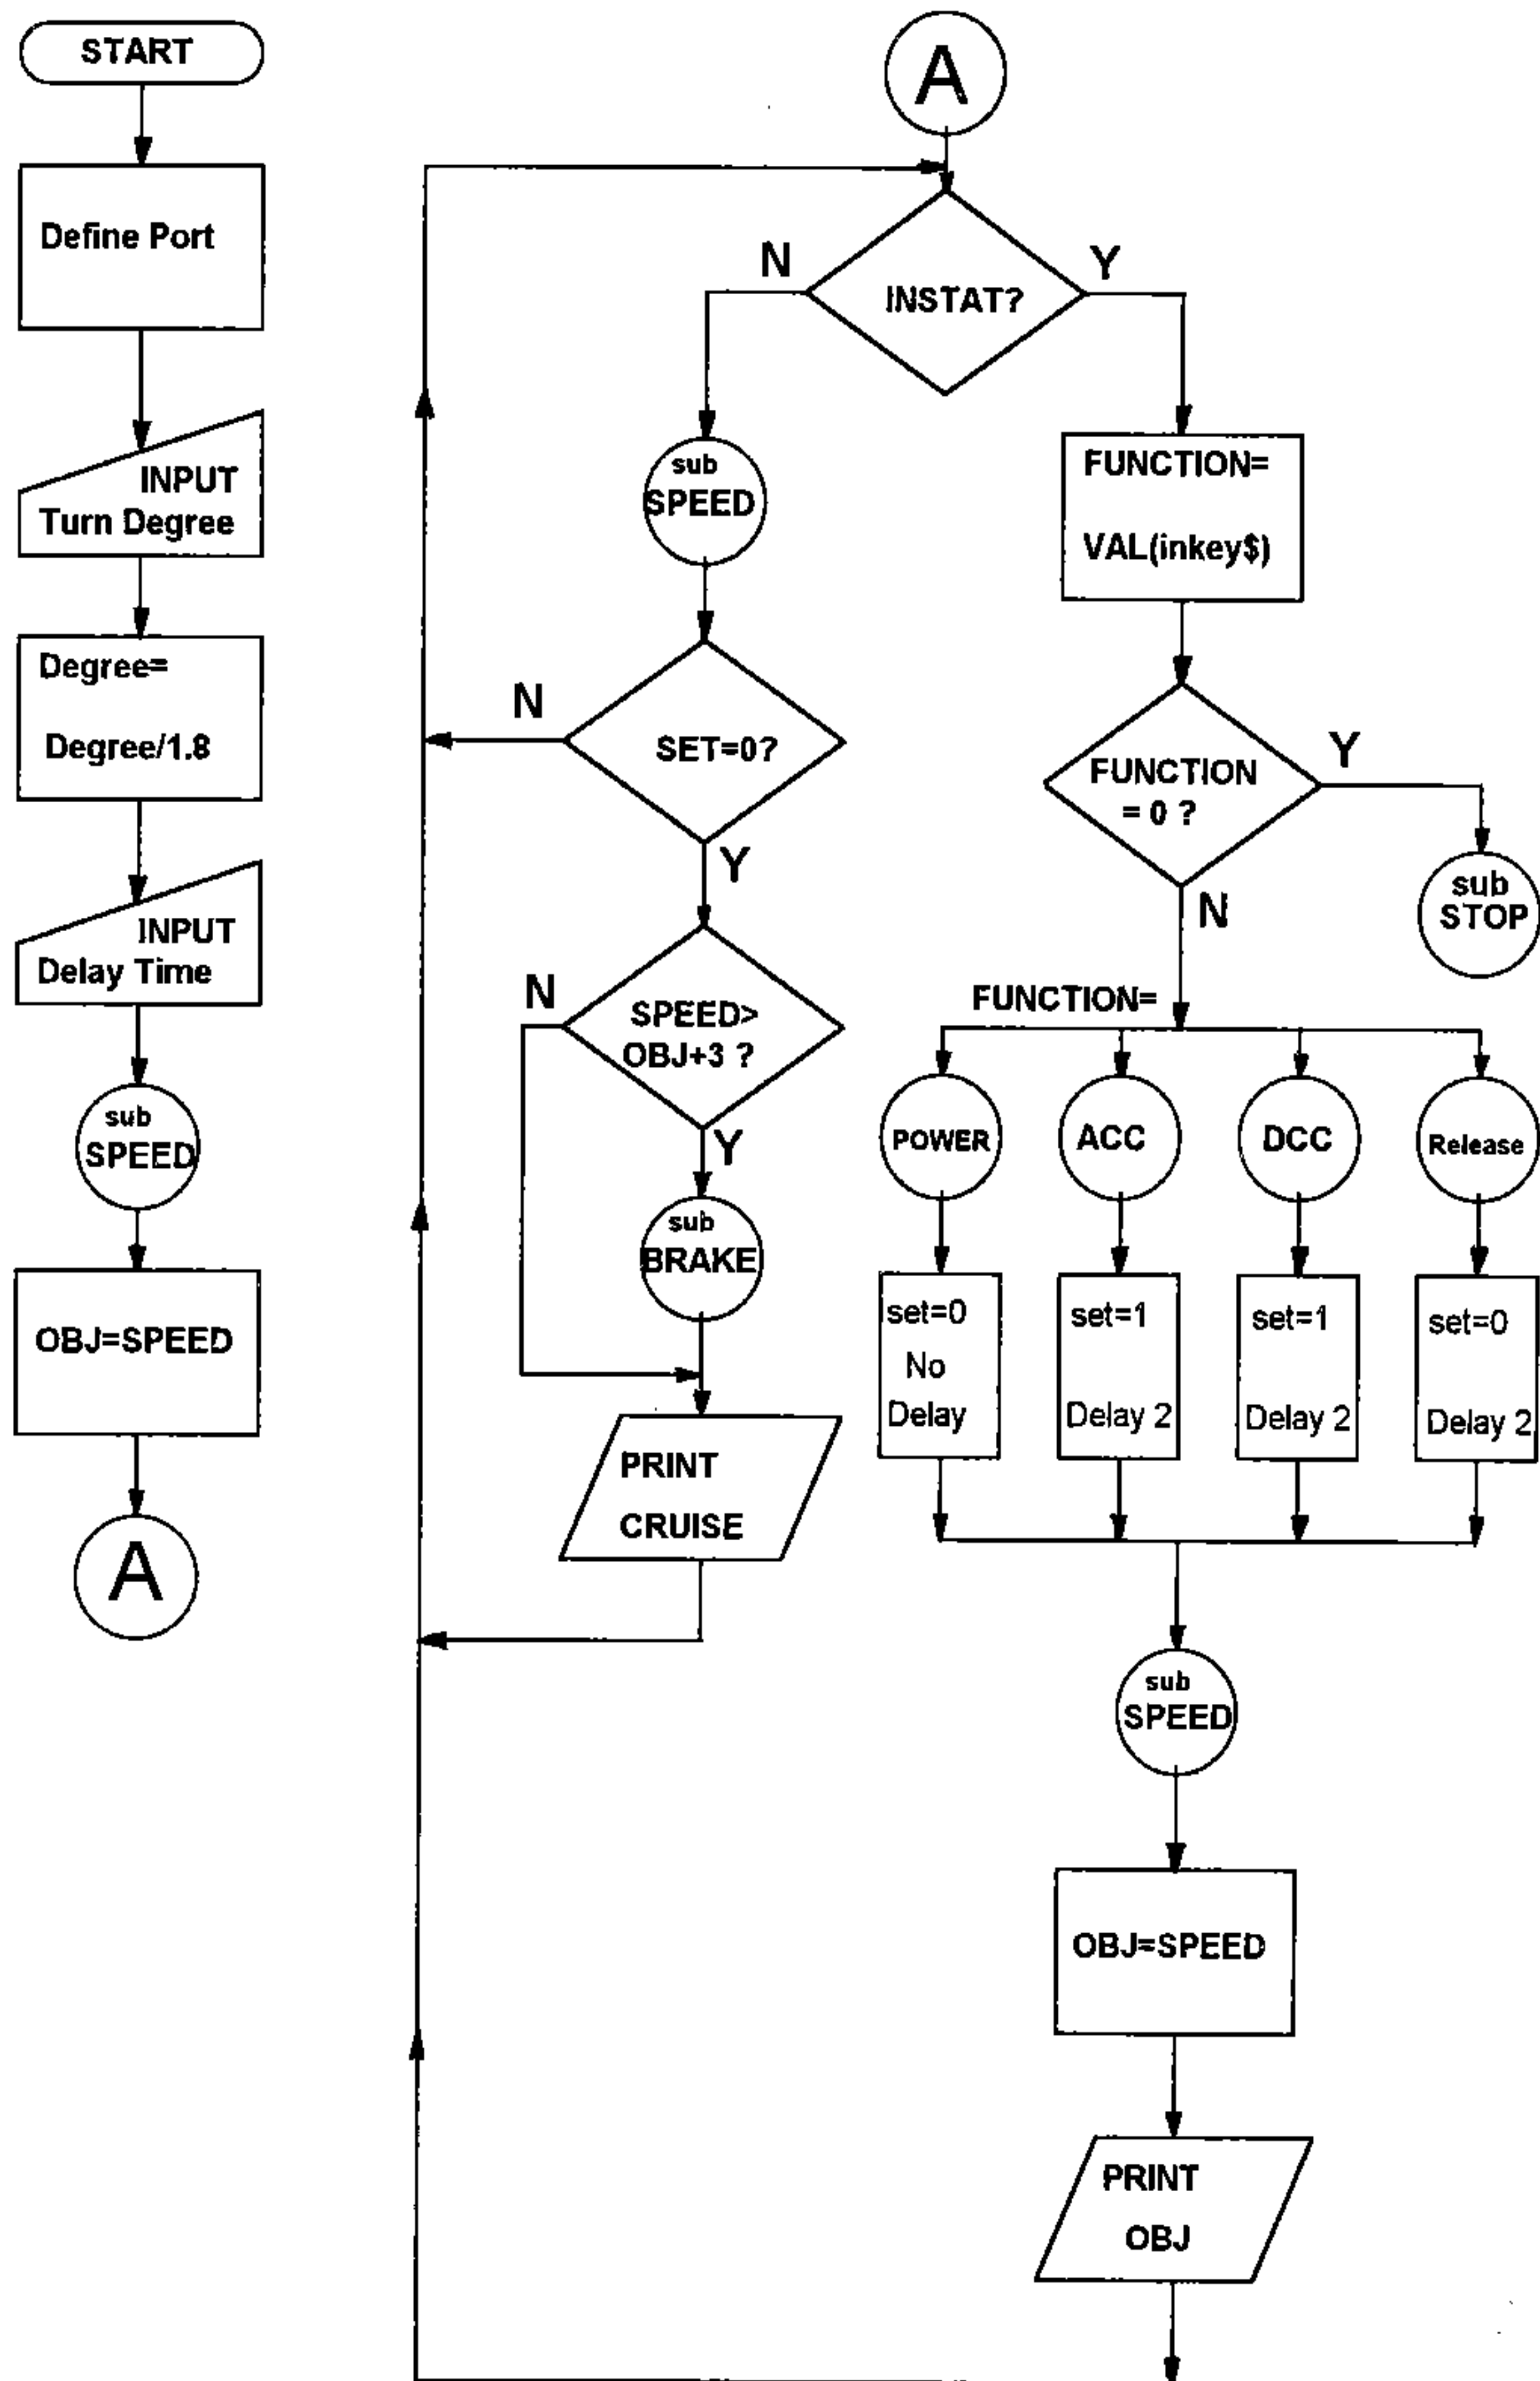 START
Define Port
INPUT
Turn Degree
Degree=
Degree/1.8
INPUT
Delay Time
sub
SPEED
OBJ=SPEED
A
A
INSTAT?
N
Y
sub
SPEED
SET=0?
N
Y
SPEED>
OBJ+3 ?
N
Y
sub
BRAKE
PRINT
CRUISE
FUNCTION=
VAL(inkey$)
FUNCTION
= 0 ?
Y
N
sub
STOP
FUNCTION=
POWER
ACC
DCC
Release
set=0
No
Delay
set=1
Delay 2
set=1
Delay 2
set=0
Delay 2
sub
SPEED
OBJ=SPEED
PRINT
OBJ